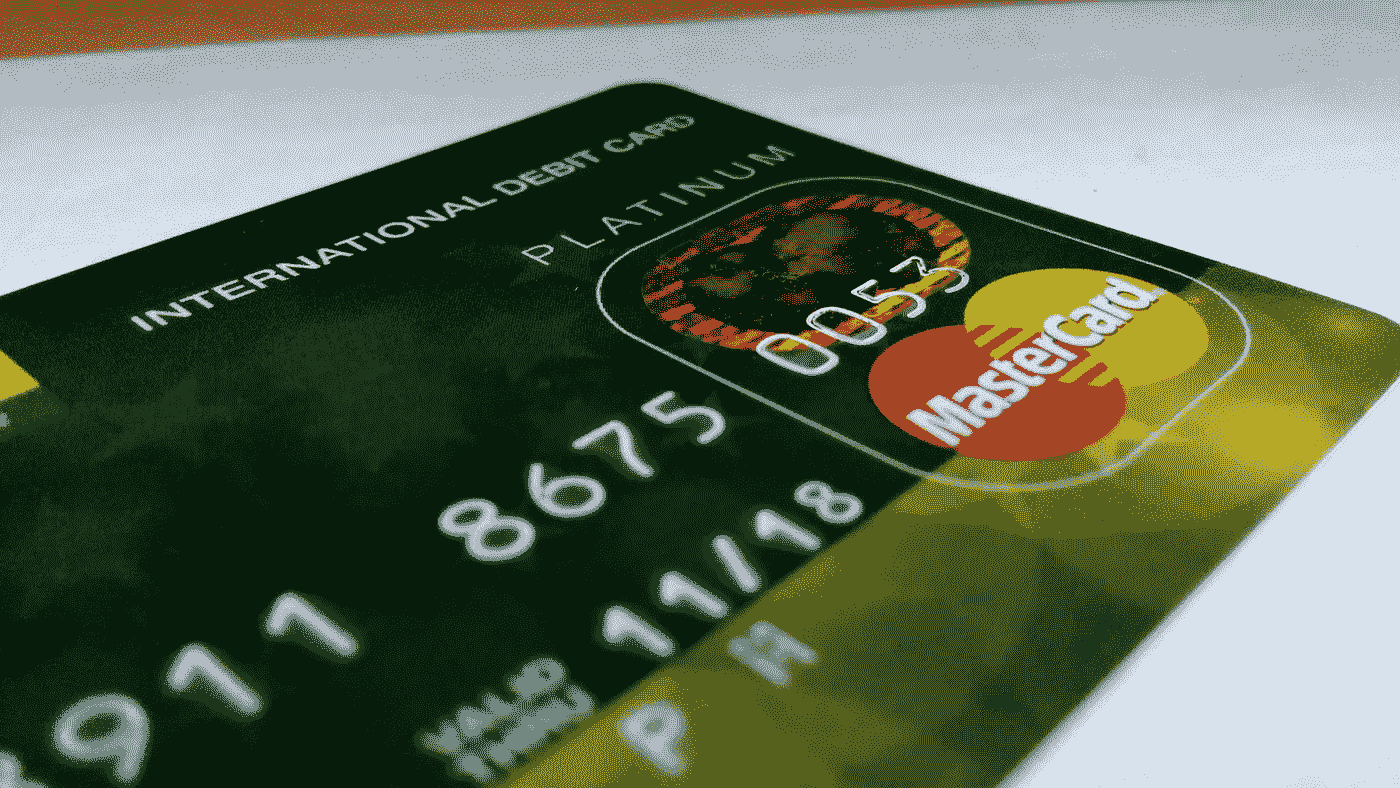 INTERNATIONAL DEBIT CARD
PLATINUM
911 8675 0053
MasterCard
VALID THRU 11/18
P M